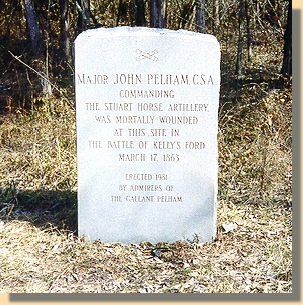 MAJOR JOHN PELHAM, C.S.A.
COMMANDING
THE STUART HORSE ARTILLERY,
WAS MORTALLY WOUNDED
AT THIS SITE IN
THE BATTLE OF KELLY'S FORD
MARCH 17, 1863
ERECTED 1981
BY ADMIRERS OF
THE GALLANT PELHAM